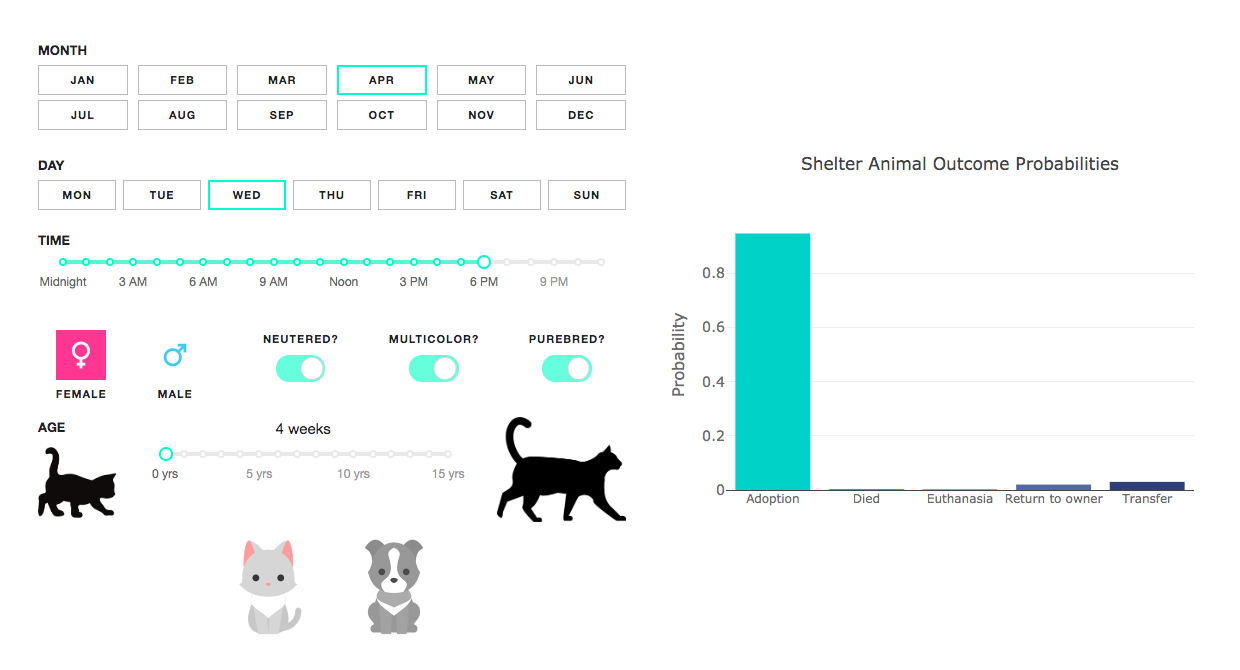 MONTH
JAN FEB MAR APR MAY JUN
JUL AUG SEP OCT NOV DEC
DAY
MON TUE WED THU FRI SAT SUN
TIME
Midnight 3 AM 6 AM 9 AM Noon 3 PM 6 PM 9 PM
NEUTERED? MULTICOLOR? PUREBRED?
FEMALE MALE
AGE
4 weeks
0 yrs 5 yrs 10 yrs 15 yrs
Shelter Animal Outcome Probabilities
Probability
0.8
0.6
0.4
0.2
0
Adoption Died Euthanasia Return to owner Transfer